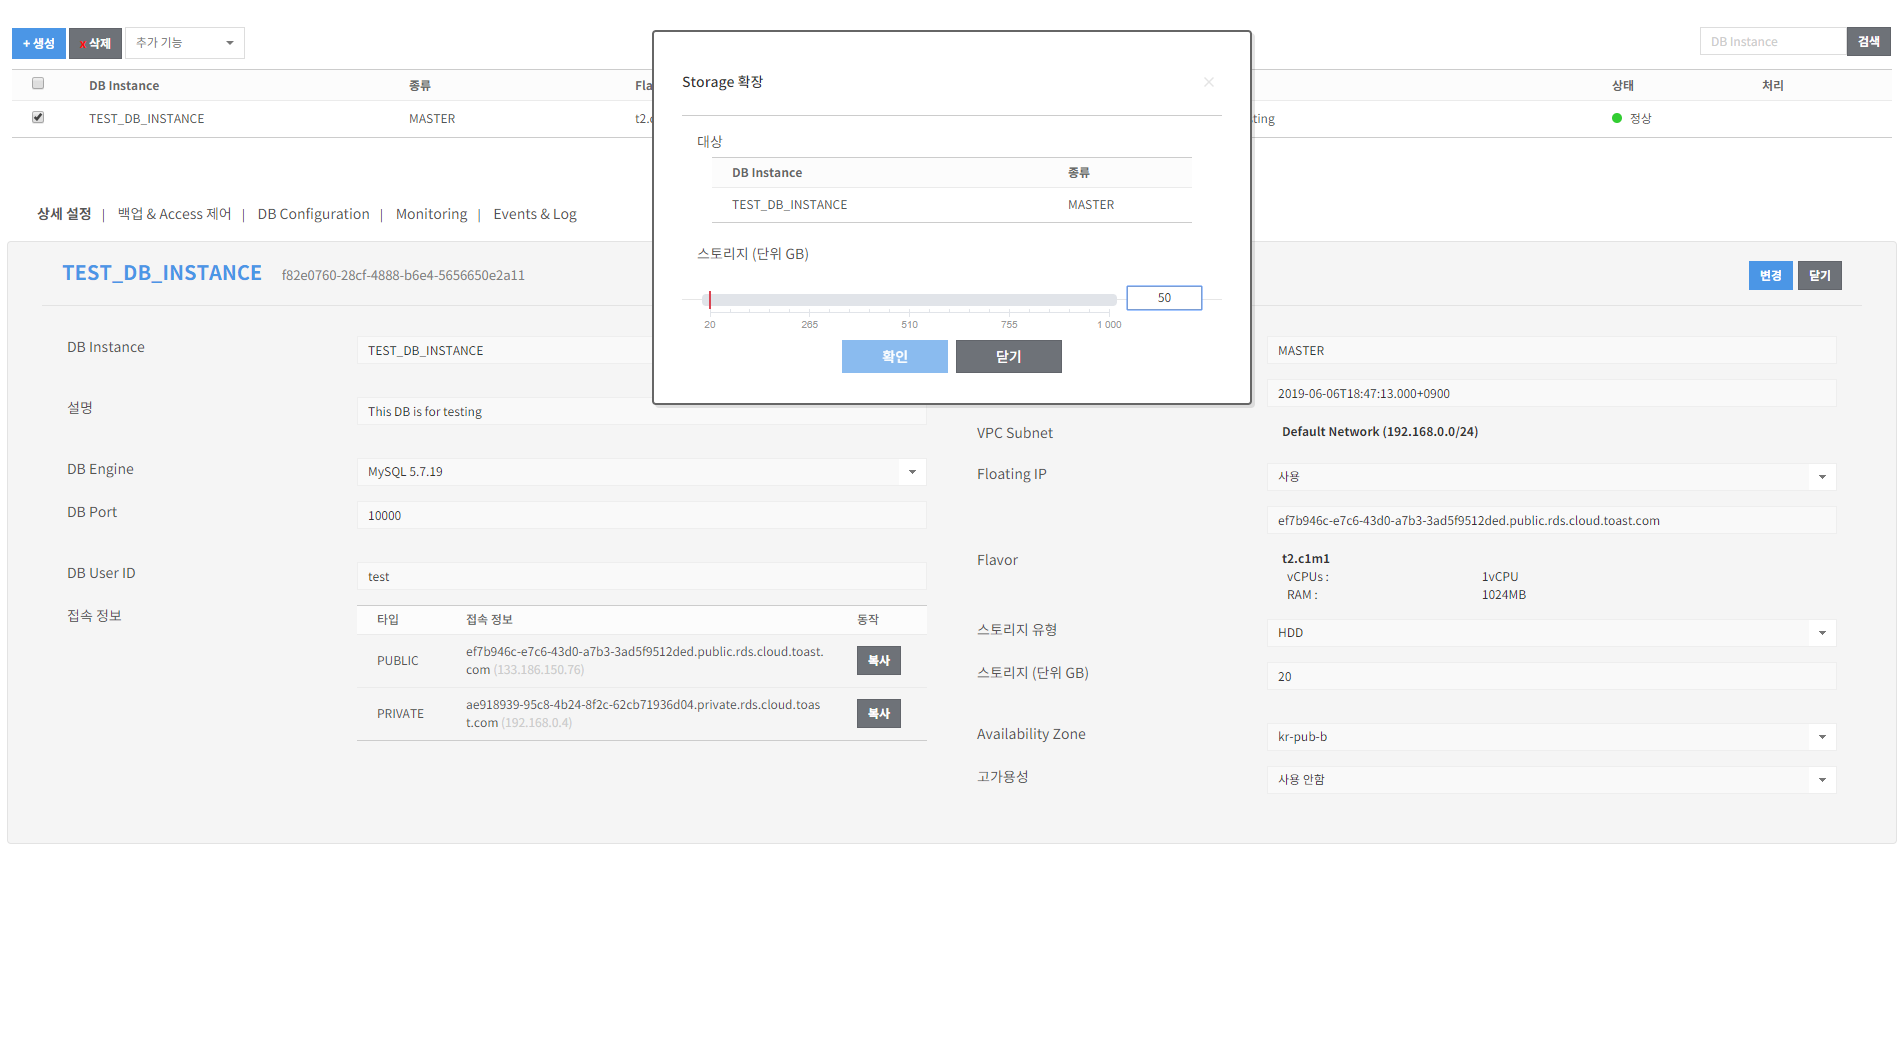 + 생성
x 삭제
추가 기능
DB Instance
검색
DB Instance 종류 Fla 상태 처리
TEST_DB_INSTANCE MASTER t2.c ting 정상
Storage 확장
×
대상
DB Instance 종류
TEST_DB_INSTANCE MASTER
스토리지 (단위 GB)
50
20 265 510 755 1 000
확인 닫기
상세 설정 | 백업 & Access 제어 | DB Configuration | Monitoring | Events & Log
TEST_DB_INSTANCE f82e0760-28cf-4888-b6e4-5656650e2a11
변경 닫기
DB Instance TEST_DB_INSTANCE
설명 This DB is for testing
DB Engine MySQL 5.7.19
DB Port 10000
DB User ID test
접속 정보
타입 접속 정보 동작
PUBLIC ef7b946c-e7c6-43d0-a7b3-3ad5f9512ded.public.rds.cloud.toast.
com (133.186.150.76)
복사
PRIVATE ae918939-95c8-4b24-8f2c-62cb71936d04.private.rds.cloud.toas
t.com (192.168.0.4)
복사
MASTER
2019-06-06T18:47:13.000+0900
VPC Subnet Default Network (192.168.0.0/24)
Floating IP 사용
ef7b946c-e7c6-43d0-a7b3-3ad5f9512ded.public.rds.cloud.toast.com
Flavor t2.c1m1
vCPUs : 1vCPU
RAM : 1024MB
스토리지 유형 HDD
스토리지 (단위 GB) 20
Availability Zone kr-pub-b
고가용성 사용 안함